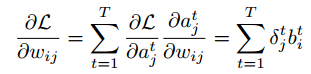 ∂ℒ/∂w_{ij} = ∑_{t=1}^{T} ∂ℒ/∂a_j^t ∂a_j^t/∂w_{ij} = ∑_{t=1}^{T} δ_j^t b_i^t